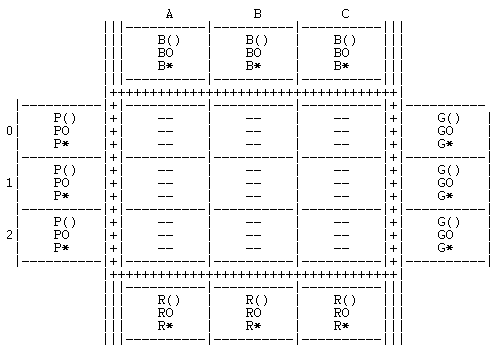 A          B          C
          |||----------|----------|----------|||
          |||   B()    |   B()    |   B()    |||
          |||   BO     |   BO     |   BO     |||
          |||   B*     |   B*     |   B*     |||
          |||----------|----------|----------|||
          ++++++++++++++++++++++++++++++++++++
|----------|+|----------|----------|----------|+|----------|
|   P()    |+|    --    |    --    |    --    |+|   G()    |
0|   PO     |+|    --    |    --    |    --    |+|   GO     |
|   P*     |+|    --    |    --    |    --    |+|   G*     |
|----------|+|----------|----------|----------|+|----------|
|   P()    |+|    --    |    --    |    --    |+|   G()    |
1|   PO     |+|    --    |    --    |    --    |+|   GO     |
|   P*     |+|    --    |    --    |    --    |+|   G*     |
|----------|+|----------|----------|----------|+|----------|
|   P()    |+|    --    |    --    |    --    |+|   G()    |
2|   PO     |+|    --    |    --    |    --    |+|   GO     |
|   P*     |+|    --    |    --    |    --    |+|   G*     |
|----------|+|----------|----------|----------|+|----------|
          ++++++++++++++++++++++++++++++++++++
          |||----------|----------|----------|||
          |||   R()    |   R()    |   R()    |||
          |||   RO     |   RO     |   RO     |||
          |||   R*     |   R*     |   R*     |||
          |||----------|----------|----------|||